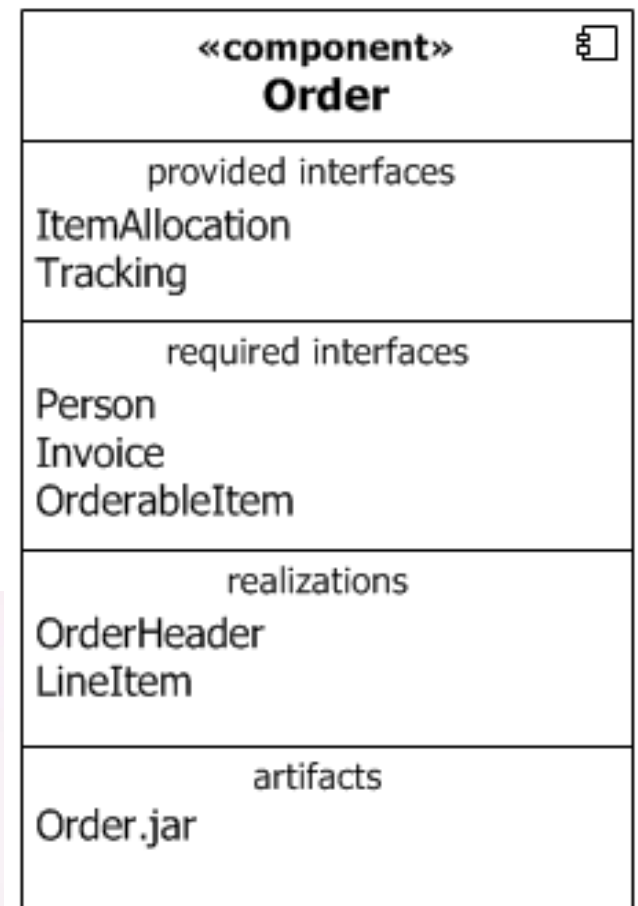 «component»
Order
provided interfaces
ItemAllocation
Tracking
required interfaces
Person
Invoice
OrderableItem
realizations
OrderHeader
LineItem
artifacts
Order.jar